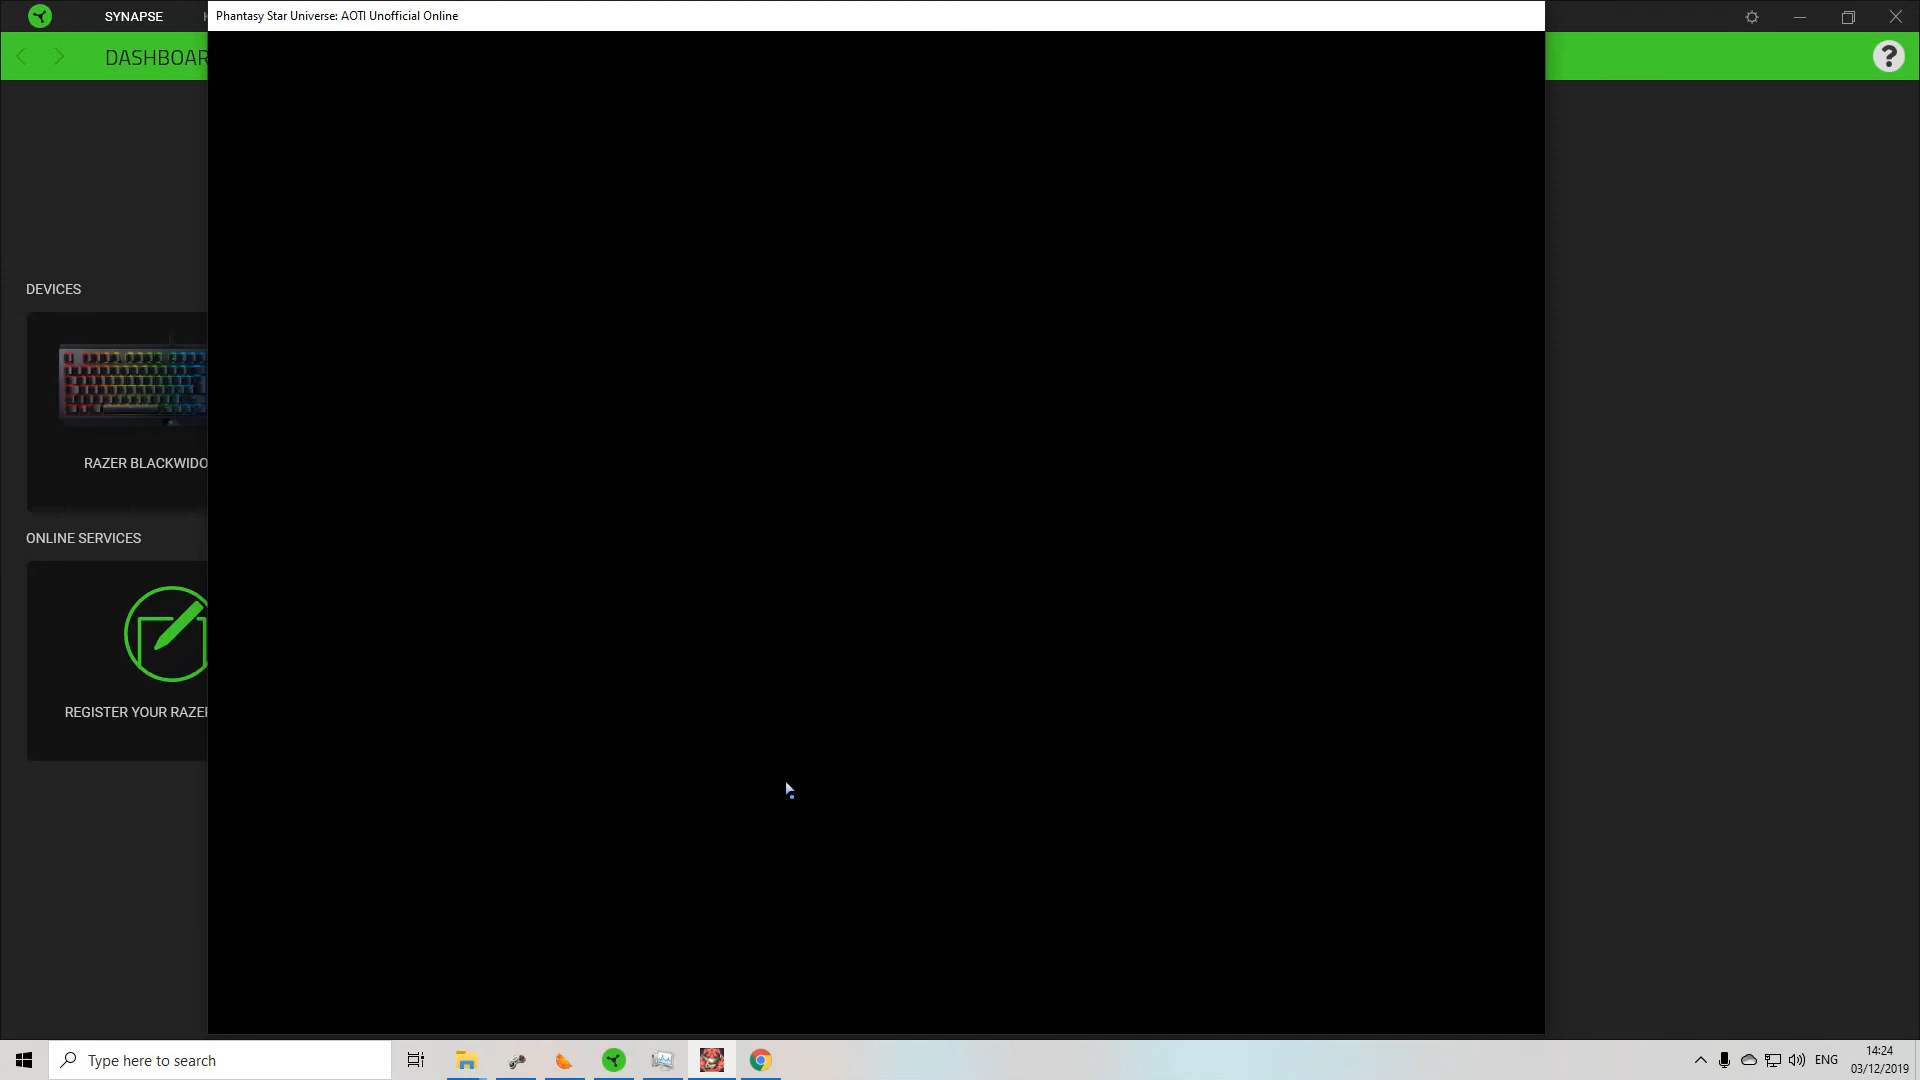 SYNAPSE
Phantasy Star Universe: AOTI Unofficial Online
DASHBOAR
?
DEVICES
RAZER BLACKWIDO
ONLINE SERVICES
REGISTER YOUR RAZER
Type here to search
ENG
14:24
03/12/2019